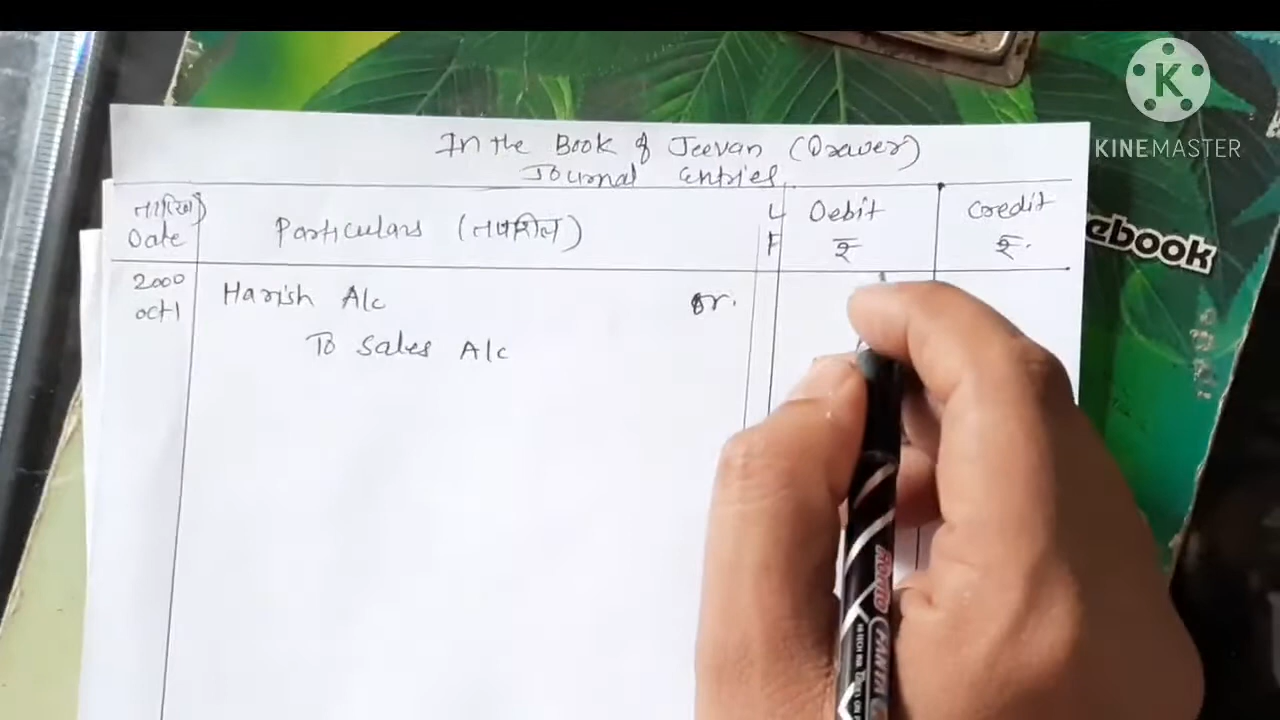 K
KINEMASTER
In the Book of Jeevan (Drawer)
Journal Entries
तारीख
Date
Particulars (तपशील)
L
F
Debit
₹
Credit
₹.
ebook
2000
oct 1
Harish A/c
Dr.
To Sales A/c